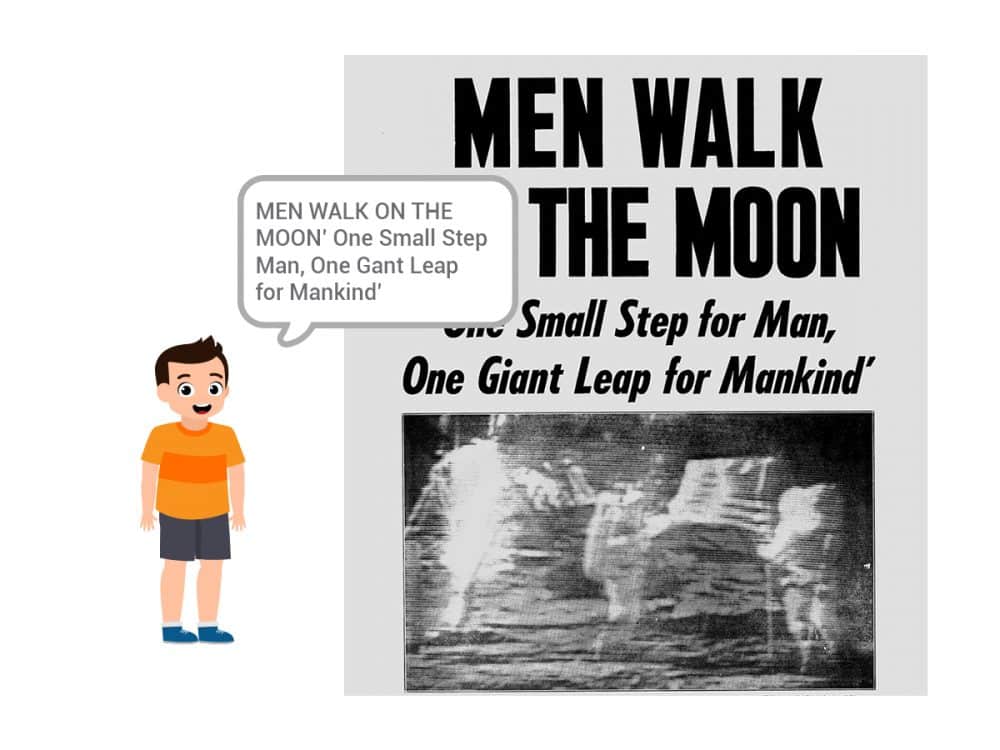 MEN WALK
THE MOON
MEN WALK ON THE
MOON' One Small Step
Man, One Gant Leap
for Mankind'
One Small Step for Man,
One Giant Leap for Mankind'